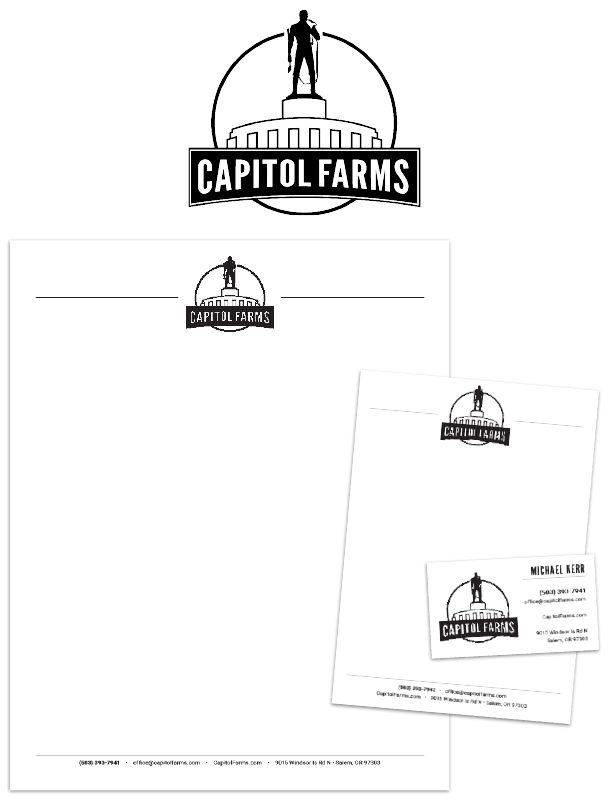 CAPITOL FARMS
CAPITOL FARMS
(503) 393-7941 • office@capitolfarms.com • CapitolFarms.com • 9015 Windsor Is Rd N • Salem, OR 97303
CAPITOL FARMS
(503) 393-7941 • office@capitolfarms.com
CapitolFarms.com • 9015 Windsor Is Rd N • Salem, OR 97303
MICHAEL KERR
(503) 393-7941
office@capitolfarms.com
CapitolFarms.com
9015 Windsor Is Rd N
Salem, OR 97303
CAPITOL FARMS